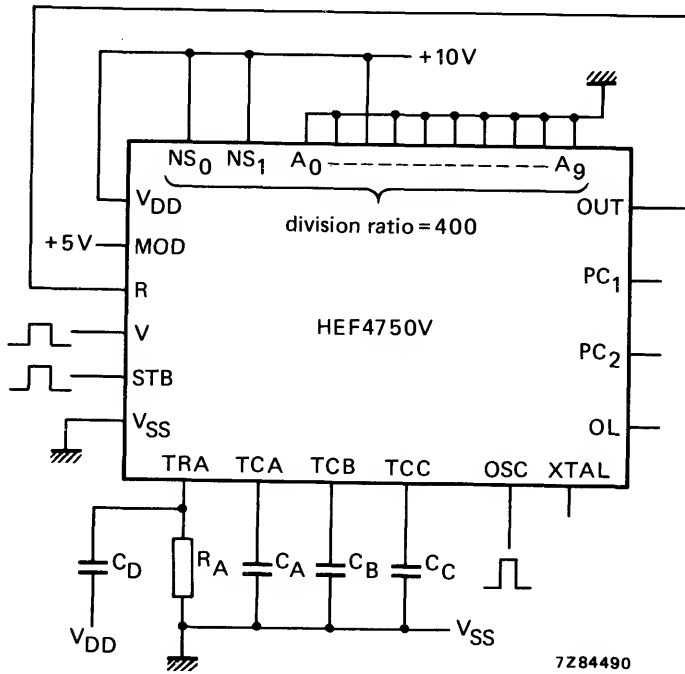 +10V
NS0 NS1 A0 A9
VDD
division ratio = 400
OUT
+5V MOD
PC1
R
HEF4750V
V
PC2
STB
OL
VSS
TRA TCA TCB TCC OSC XTAL
CD RA CA CB CC
VDD
VSS
7Z84490